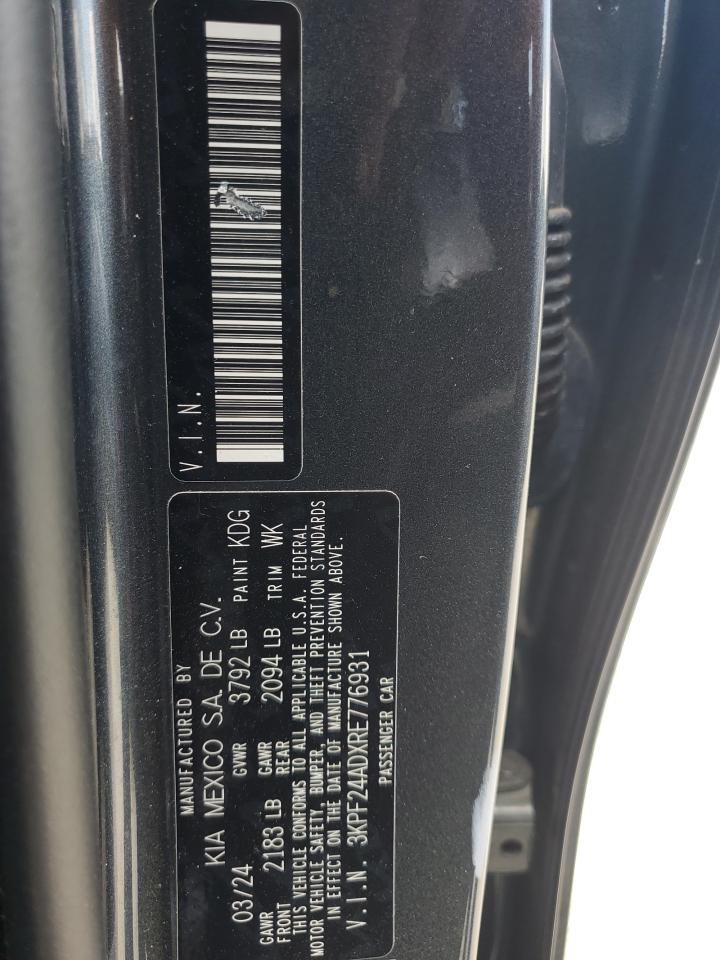 MANUFACTURED BY
KIA MEXICO S.A. DE C.V.
03/24 GVWR 3792 LB PAINT KDG
GAWR FRONT 2183 LB GAWR REAR 2094 LB TRIM WK
THIS VEHICLE CONFORMS TO ALL APPLICABLE U.S.A. FEDERAL
MOTOR VEHICLE SAFETY, BUMPER, AND THEFT PREVENTION STANDARDS
IN EFFECT ON THE DATE OF MANUFACTURE SHOWN ABOVE.
V.I.N. 3KPF24ADXRE776931
PASSENGER CAR
V.I.N.